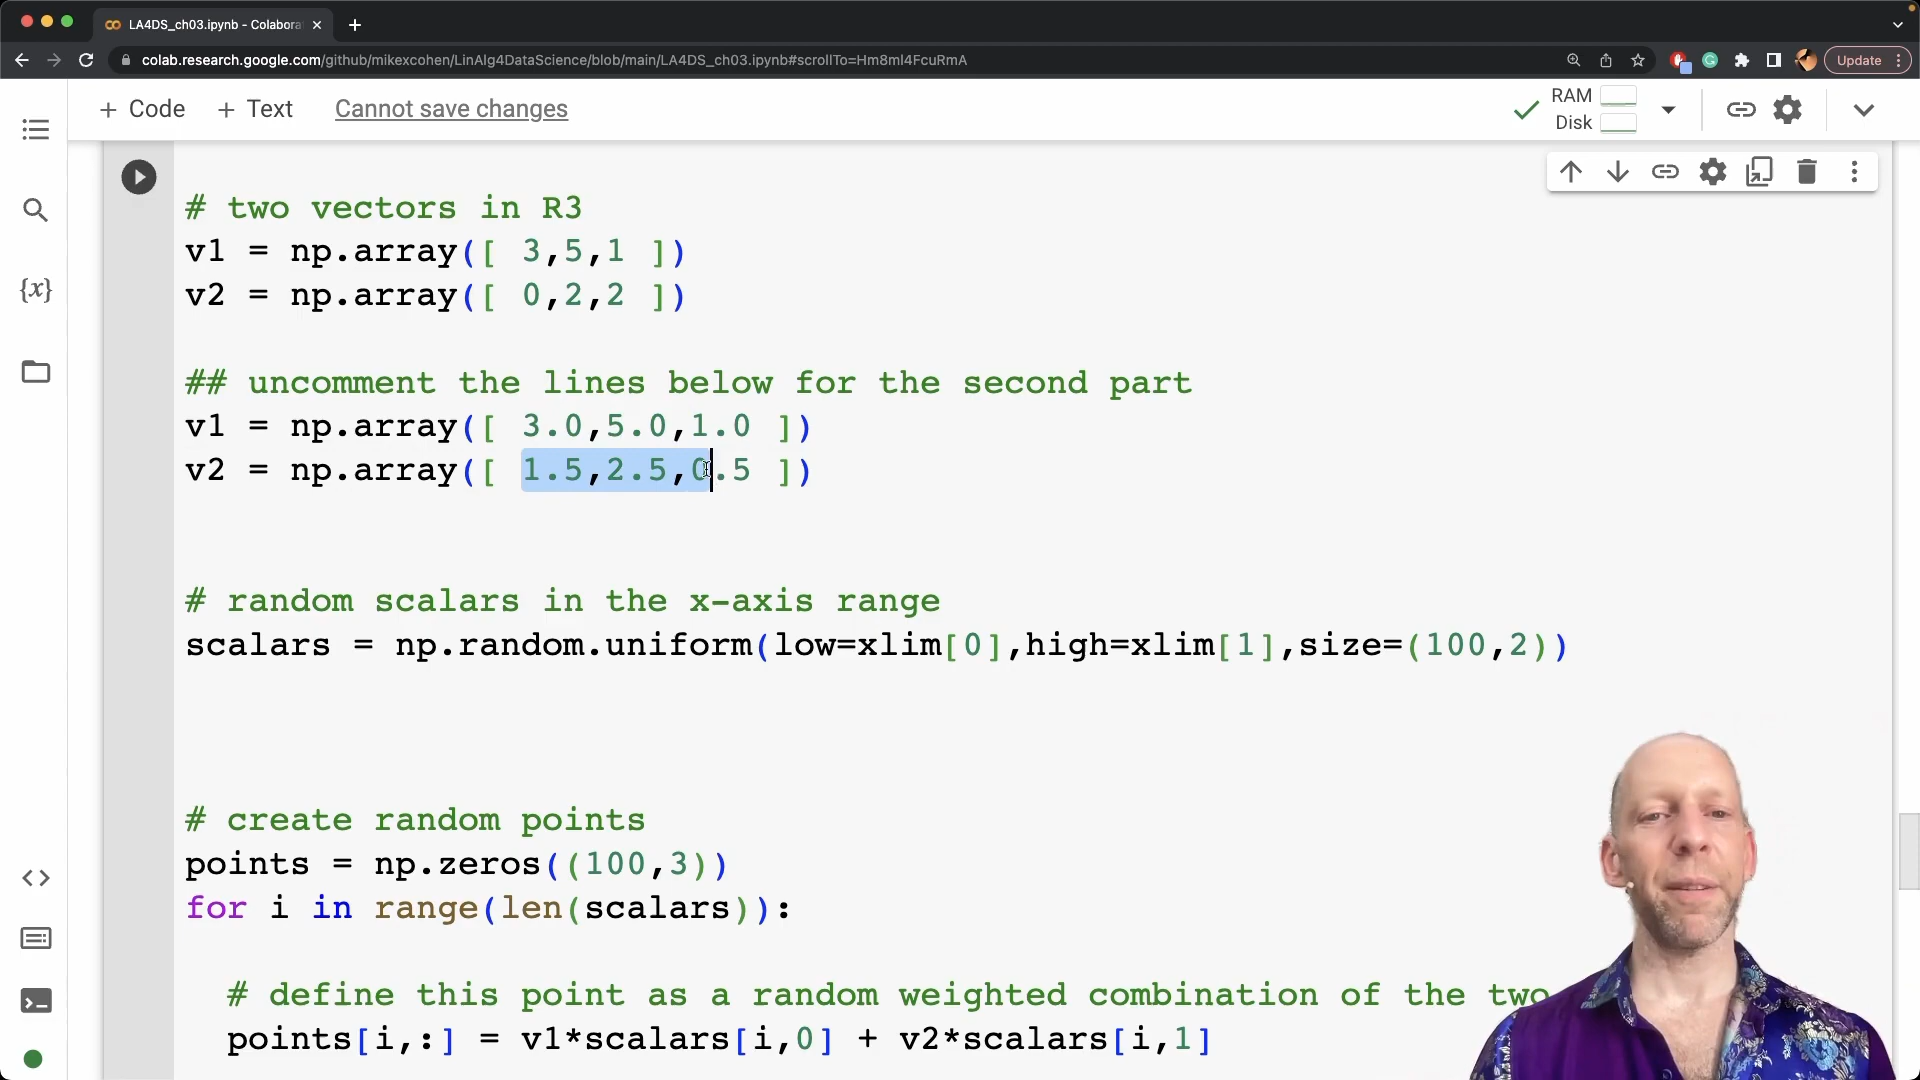 LA4DS_ch03.ipynb - Colabora
colab.research.google.com/github/mikexcohen/LinAlg4DataScience/blob/main/LA4DS_ch03.ipynb#scrollTo=Hm8ml4FcuRmA
Update
+ Code + Text Cannot save changes
RAM
Disk
{x}
# two vectors in R3
v1 = np.array([ 3,5,1 ])
v2 = np.array([ 0,2,2 ])
## uncomment the lines below for the second part
v1 = np.array([ 3.0,5.0,1.0 ])
v2 = np.array([ 1.5,2.5,0.5 ])
# random scalars in the x-axis range
scalars = np.random.uniform(low=xlim[0],high=xlim[1],size=(100,2))
# create random points
points = np.zeros((100,3))
for i in range(len(scalars)):
# define this point as a random weighted combination of the two
points[i,:] = v1*scalars[i,0] + v2*scalars[i,1]